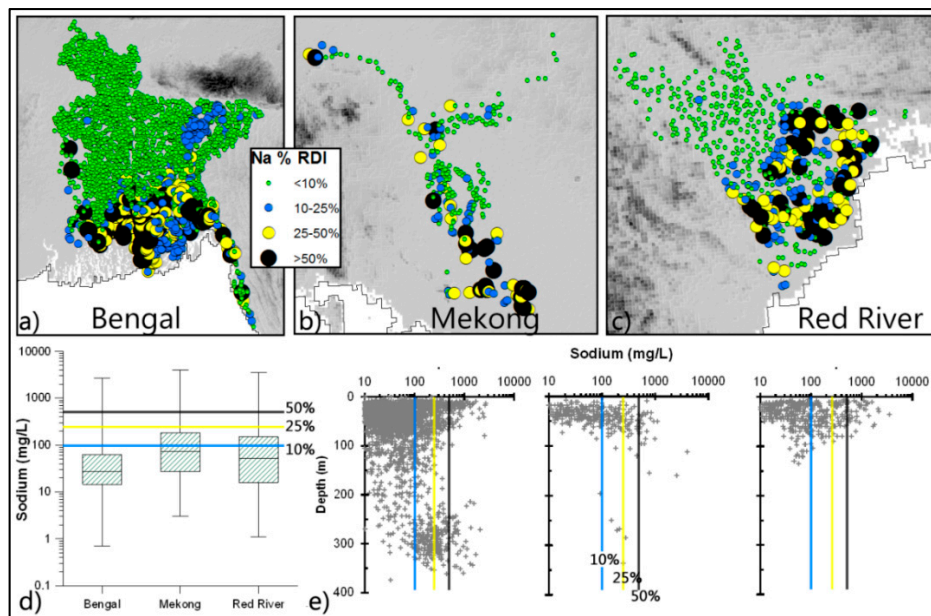 Na % RDI
<10%
10-25%
25-50%
>50%
a) Bengal
b) Mekong
c) Red River
Sodium (mg/L)
10000
1000
100
10
1
0.1
50%
25%
10%
Bengal Mekong Red River
d)
Sodium (mg/L)
10 100 1000 10000
100 1000 10000
10 100 1000 10000
Depth (m)
0
100
200
300
400
10%
25%
50%
e)